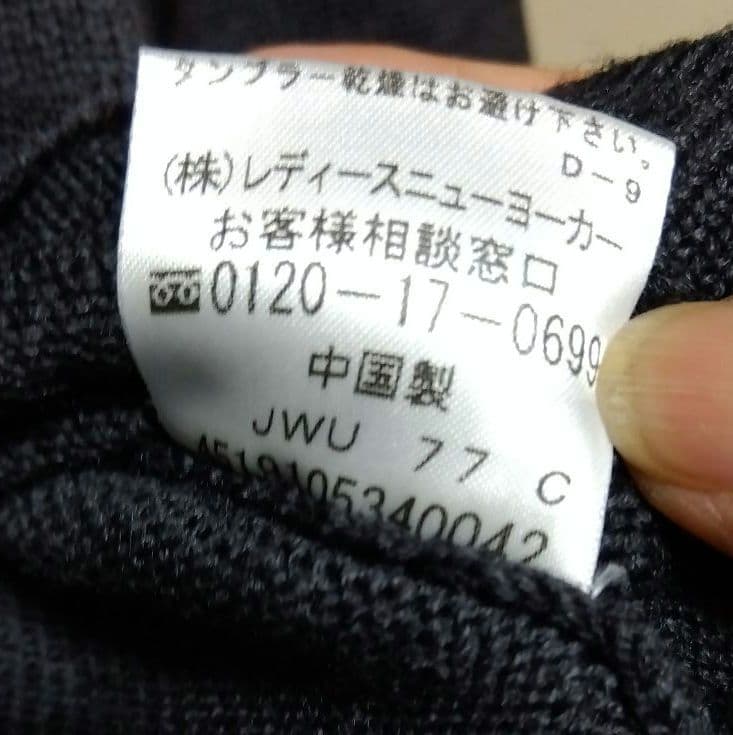 タンブラー乾燥はお避け下さい。
D-9
(株)レディースニューヨーカー
お客様相談窓口
0120-17-0699
中国製
JWU 77 C
4519105340042